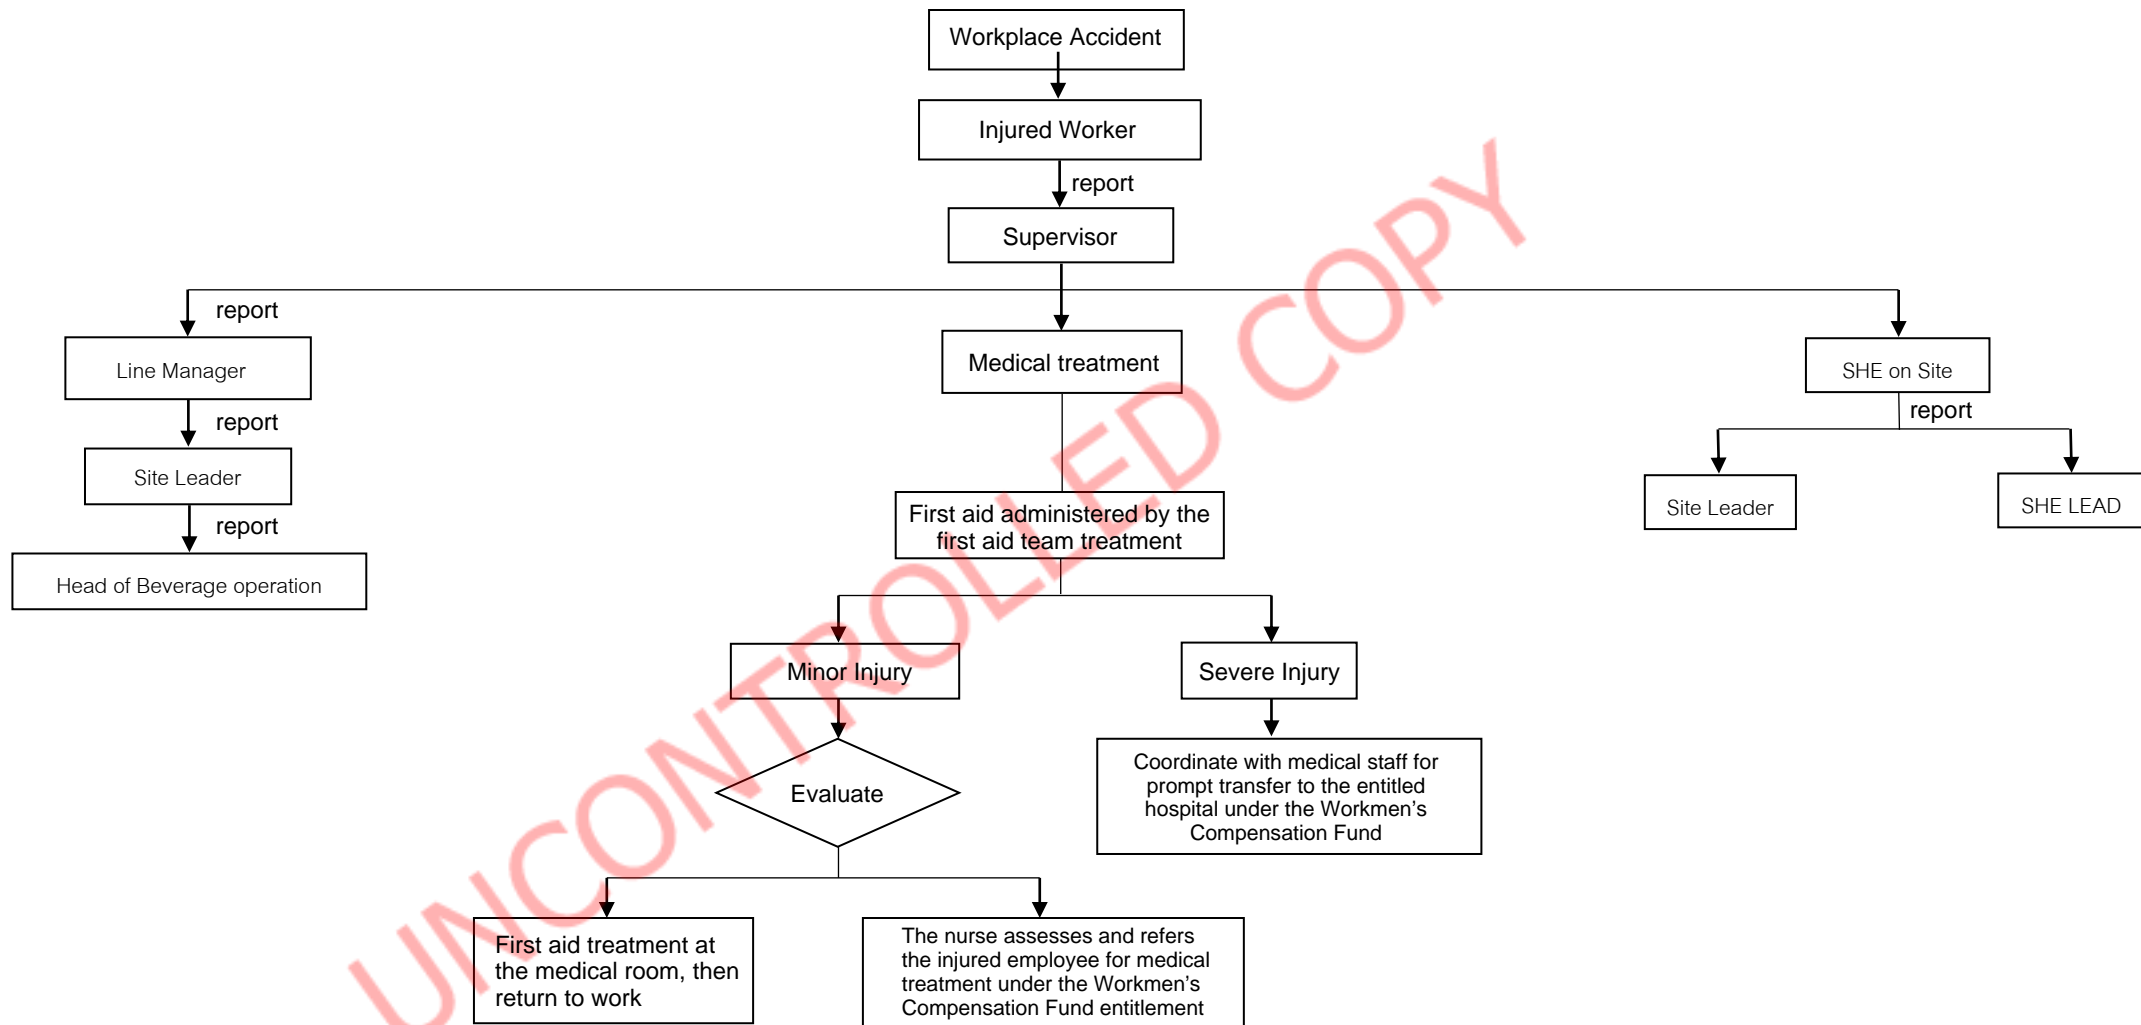 Workplace Accident
Injured Worker
report
Supervisor
report
Line Manager
report
Site Leader
report
Head of Beverage operation
Medical treatment
First aid administered by the
first aid team treatment
Minor Injury
Severe Injury
Evaluate
Coordinate with medical staff for
prompt transfer to the entitled
hospital under the Workmen’s
Compensation Fund
First aid treatment at
the medical room, then
return to work
The nurse assesses and refers
the injured employee for medical
treatment under the Workmen’s
Compensation Fund entitlement
SHE on Site
report
Site Leader
SHE LEAD
UNCONTROLLED COPY